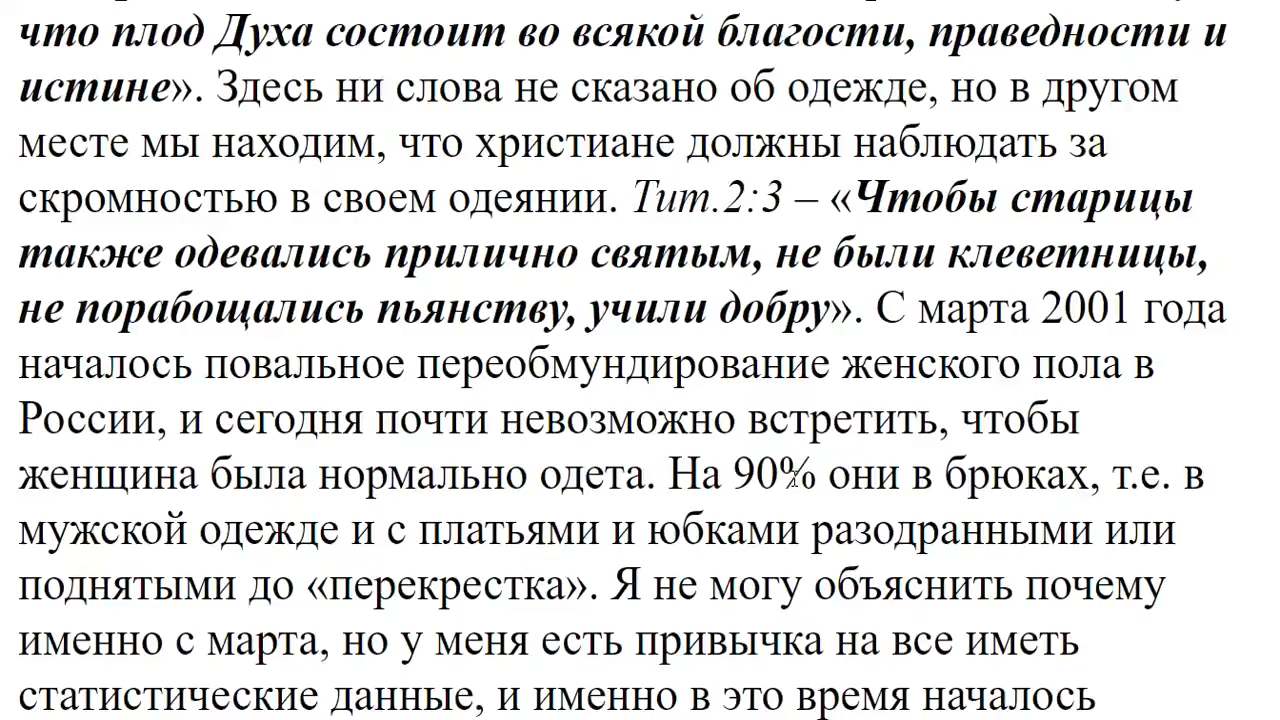 что плод Духа состоит во всякой благости, праведности и
истине». Здесь ни слова не сказано об одежде, но в другом
месте мы находим, что христиане должны наблюдать за
скромностью в своем одеянии. Тит.2:3 – «Чтобы старицы
также одевались прилично святым, не были клеветницы,
не порабощались пьянству, учили добру». С марта 2001 года
началось повальное переобмундирование женского пола в
России, и сегодня почти невозможно встретить, чтобы
женщина была нормально одета. На 90% они в брюках, т.е. в
мужской одежде и с платьями и юбками разодранными или
поднятыми до «перекрестка». Я не могу объяснить почему
именно с марта, но у меня есть привычка на все иметь
статистические данные, и именно в это время началось